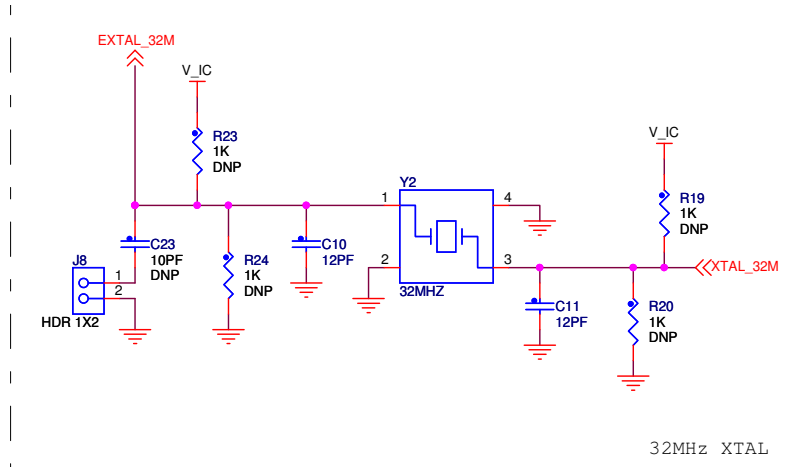 EXTAL_32M
V_IC
R23
1K
DNP
V_IC
R19
1K
DNP
Y2
1
4
2
3
32MHZ
C23
10PF
DNP
R24
1K
DNP
C10
12PF
J8
1
2
HDR 1X2
XTAL_32M
C11
12PF
R20
1K
DNP
32MHz XTAL